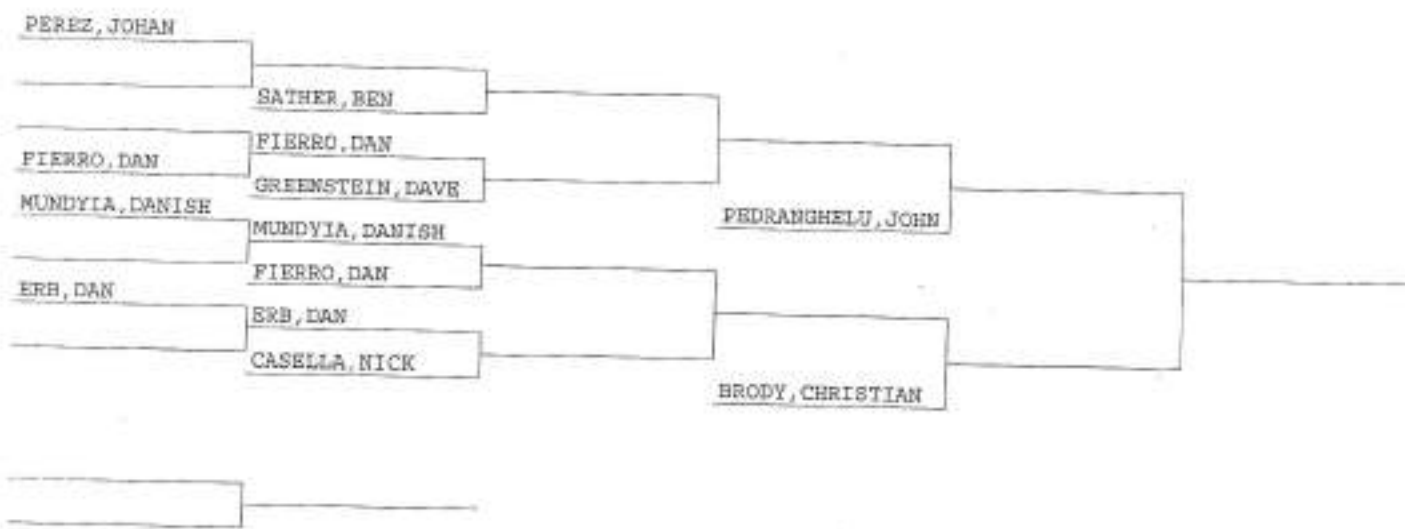 PEREZ,JOHAN
SATHER,BEN
FIERRO,DAN
FIERRO,DAN
GREENSTEIN,DAVE
MUNDYIA,DANISH
MUNDYIA,DANISH
PEDRANGHELU,JOHN
FIERRO,DAN
ERB,DAN
ERB,DAN
CASELLA,NICK
BRODY,CHRISTIAN